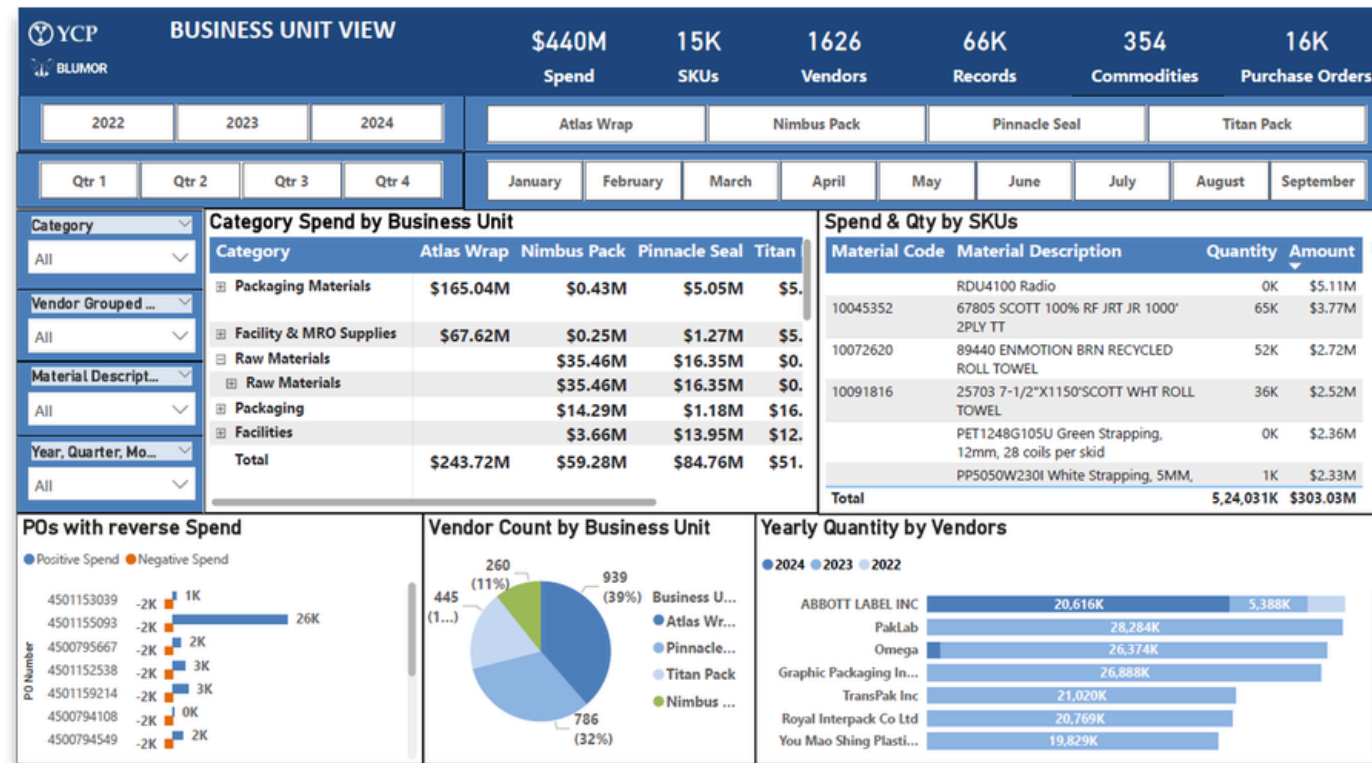 YCP
BLUMOR
BUSINESS UNIT VIEW
$440M 15K 1626 66K 354 16K
Spend SKUs Vendors Records Commodities Purchase Orders
2022 2023 2024
Atlas Wrap Nimbus Pack Pinnacle Seal Titan Pack
Qtr 1 Qtr 2 Qtr 3 Qtr 4
January February March April May June July August September
Category
All
Vendor Grouped ...
All
Material Descript...
All
Year, Quarter, Mo...
All
Category Spend by Business Unit
Category Atlas Wrap Nimbus Pack Pinnacle Seal Titan
Packaging Materials $165.04M $0.43M $5.05M $5.
Facility & MRO Supplies $67.62M $0.25M $1.27M $5.
Raw Materials $35.46M $16.35M $0.
Raw Materials $35.46M $16.35M $0.
Packaging $14.29M $1.18M $16.
Facilities $3.66M $13.95M $12.
Total $243.72M $59.28M $84.76M $51.
Spend & Qty by SKUs
Material Code Material Description Quantity Amount
RDU4100 Radio 0K $5.11M
10045352 67805 SCOTT 100% RF JRT JR 1000' 65K $3.77M
2PLY TT
10072620 89440 ENMOTION BRN RECYCLED 52K $2.72M
ROLL TOWEL
10091816 25703 7-1/2"X1150'SCOTT WHT ROLL 36K $2.52M
TOWEL
PET1248G105U Green Strapping, 0K $2.36M
12mm, 28 coils per skid
PP5050W230I White Strapping, 5MM, 1K $2.33M
Total 5,24,031K $303.03M
POs with reverse Spend
Positive Spend Negative Spend
PO Number
4501153039 -2K 1K
4501155093 -2K 26K
4500795667 -2K 2K
4501152538 -2K 3K
4501159214 -2K 3K
4500794108 -2K 0K
4500794549 -2K 2K
Vendor Count by Business Unit
260
(11%)
939
(39%)
445
(1...)
786
(32%)
Business U...
Atlas Wr...
Pinnacle...
Titan Pack
Nimbus ...
Yearly Quantity by Vendors
2024 2023 2022
ABBOTT LABEL INC 20,616K 5,388K
PakLab 28,284K
Omega 26,374K
Graphic Packaging In... 26,888K
TransPak Inc 21,020K
Royal Interpack Co Ltd 20,769K
You Mao Shing Plasti... 19,829K